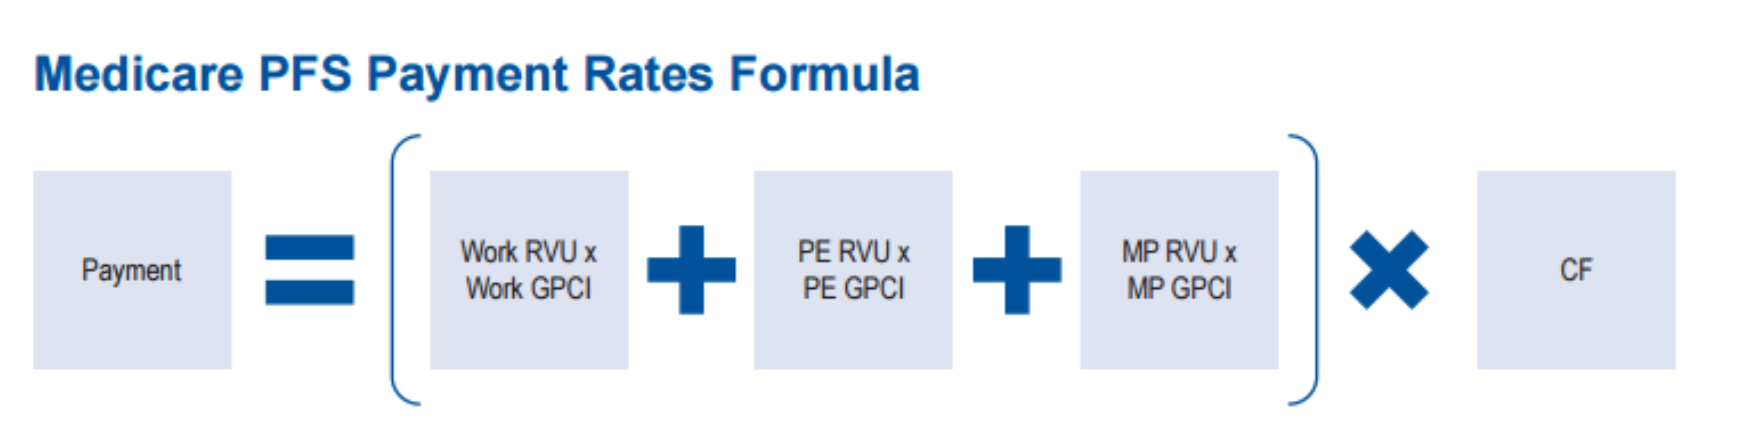 Medicare PFS Payment Rates Formula
Payment
Work RVU x
Work GPCI
PE RVU x
PE GPCI
MP RVU x
MP GPCI
CF